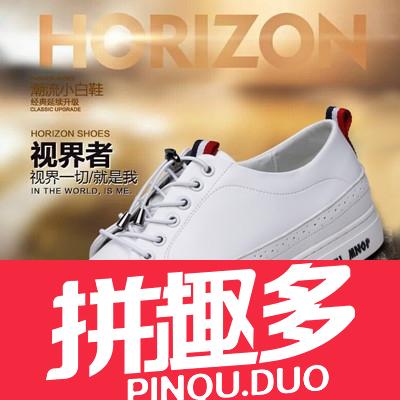 HORIZON
潮流小白鞋
经典延续升级
CLASSIC UPGRADE
HORIZON SHOES
视界者
视界一切/就是我
IN THE WORLD, IS ME.
MNOP
拼趣多
PINQU.DUO